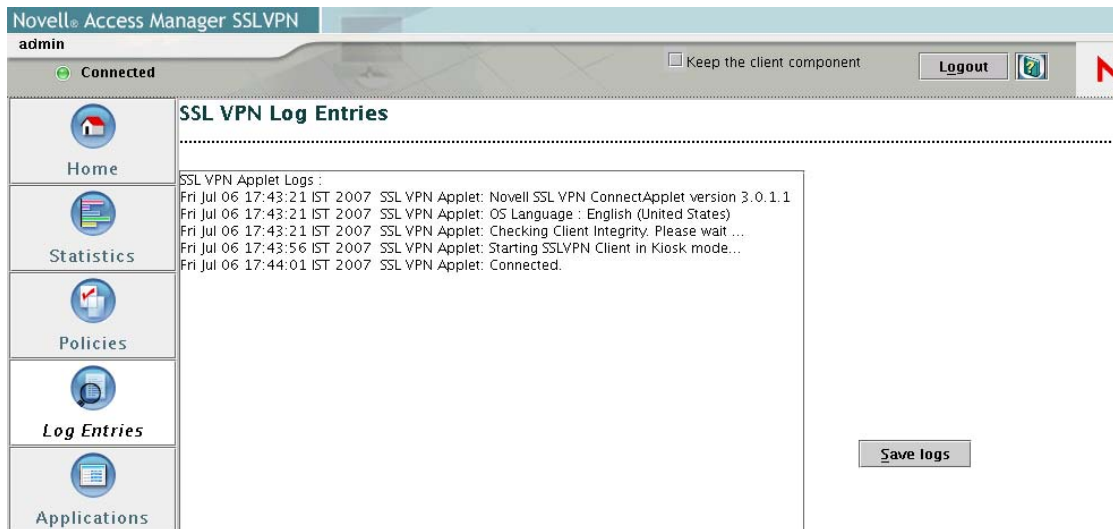 Novell® Access Manager SSLVPN
admin
Connected
Keep the client component
Logout
N
Home
Statistics
Policies
Log Entries
Applications
SSL VPN Log Entries
SSL VPN Applet Logs :
Fri Jul 06 17:43:21 IST 2007 SSL VPN Applet: Novell SSL VPN ConnectApplet version 3.0.1.1
Fri Jul 06 17:43:21 IST 2007 SSL VPN Applet: OS Language : English (United States)
Fri Jul 06 17:43:21 IST 2007 SSL VPN Applet: Checking Client Integrity. Please wait ...
Fri Jul 06 17:43:56 IST 2007 SSL VPN Applet: Starting SSLVPN Client in Kiosk mode...
Fri Jul 06 17:44:01 IST 2007 SSL VPN Applet: Connected.
Save logs